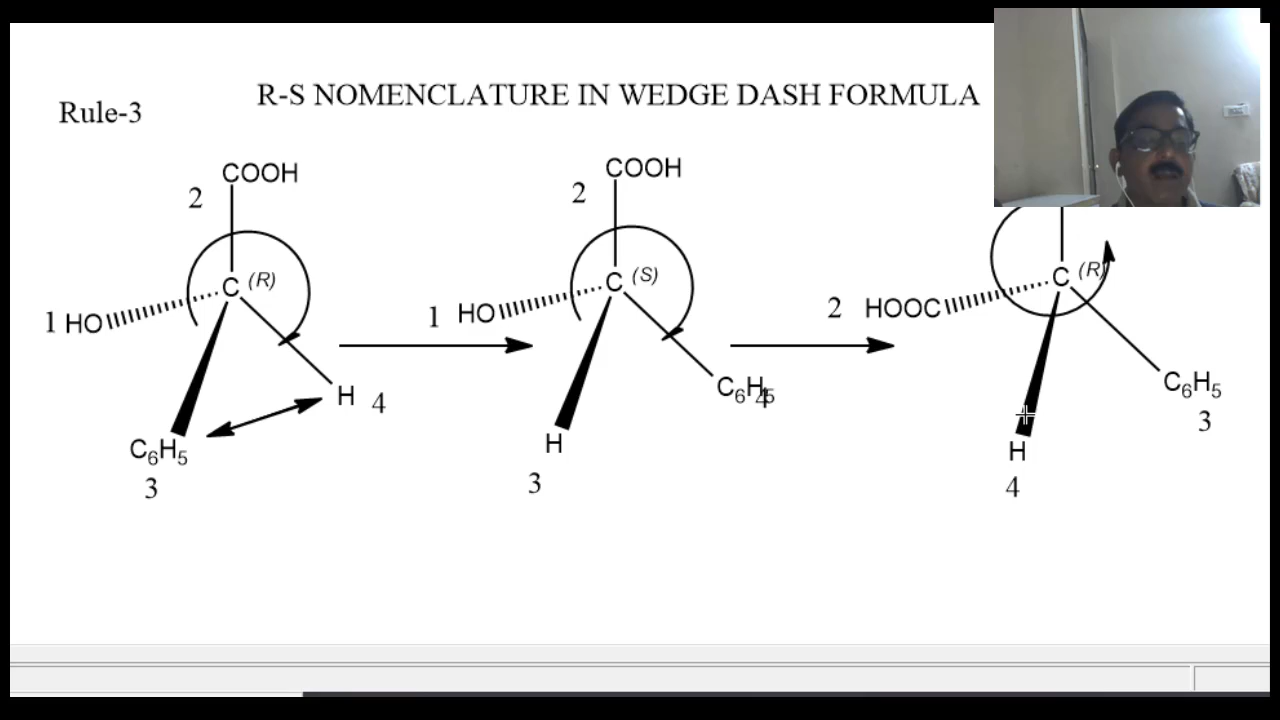 R-S NOMENCLATURE IN WEDGE DASH FORMULA
Rule-3
COOH
2
(R)
C
1 HO
H 4
C6H5
3
COOH
2
(S)
C
1 HO
C6H5
4
H
3
(R)
C
2 HOOC
C6H5
3
H
4